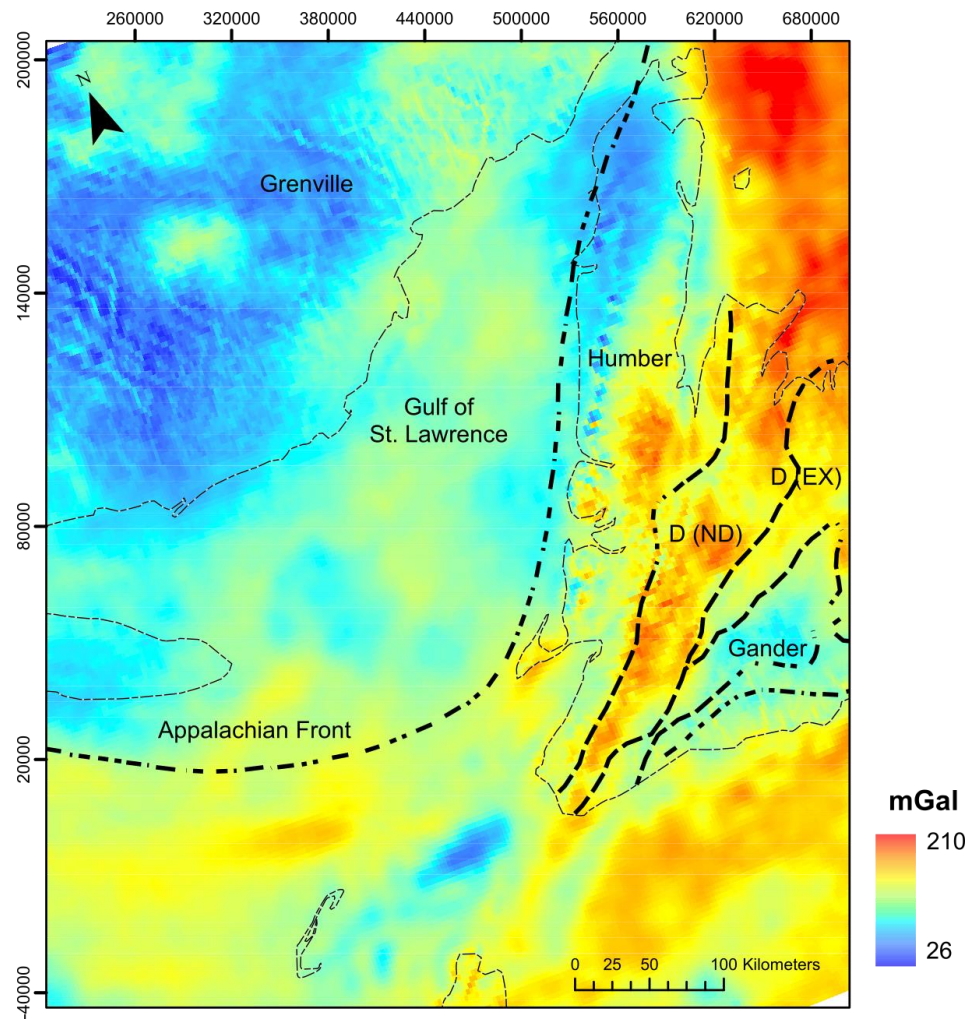 260000 320000 380000 440000 500000 560000 620000 680000
200000
N
Grenville
140000
Humber
Gulf of
St. Lawrence
D (EX)
80000
D (ND)
Gander
Appalachian Front
20000
mGal
210
26
0 25 50 100 Kilometers
-40000